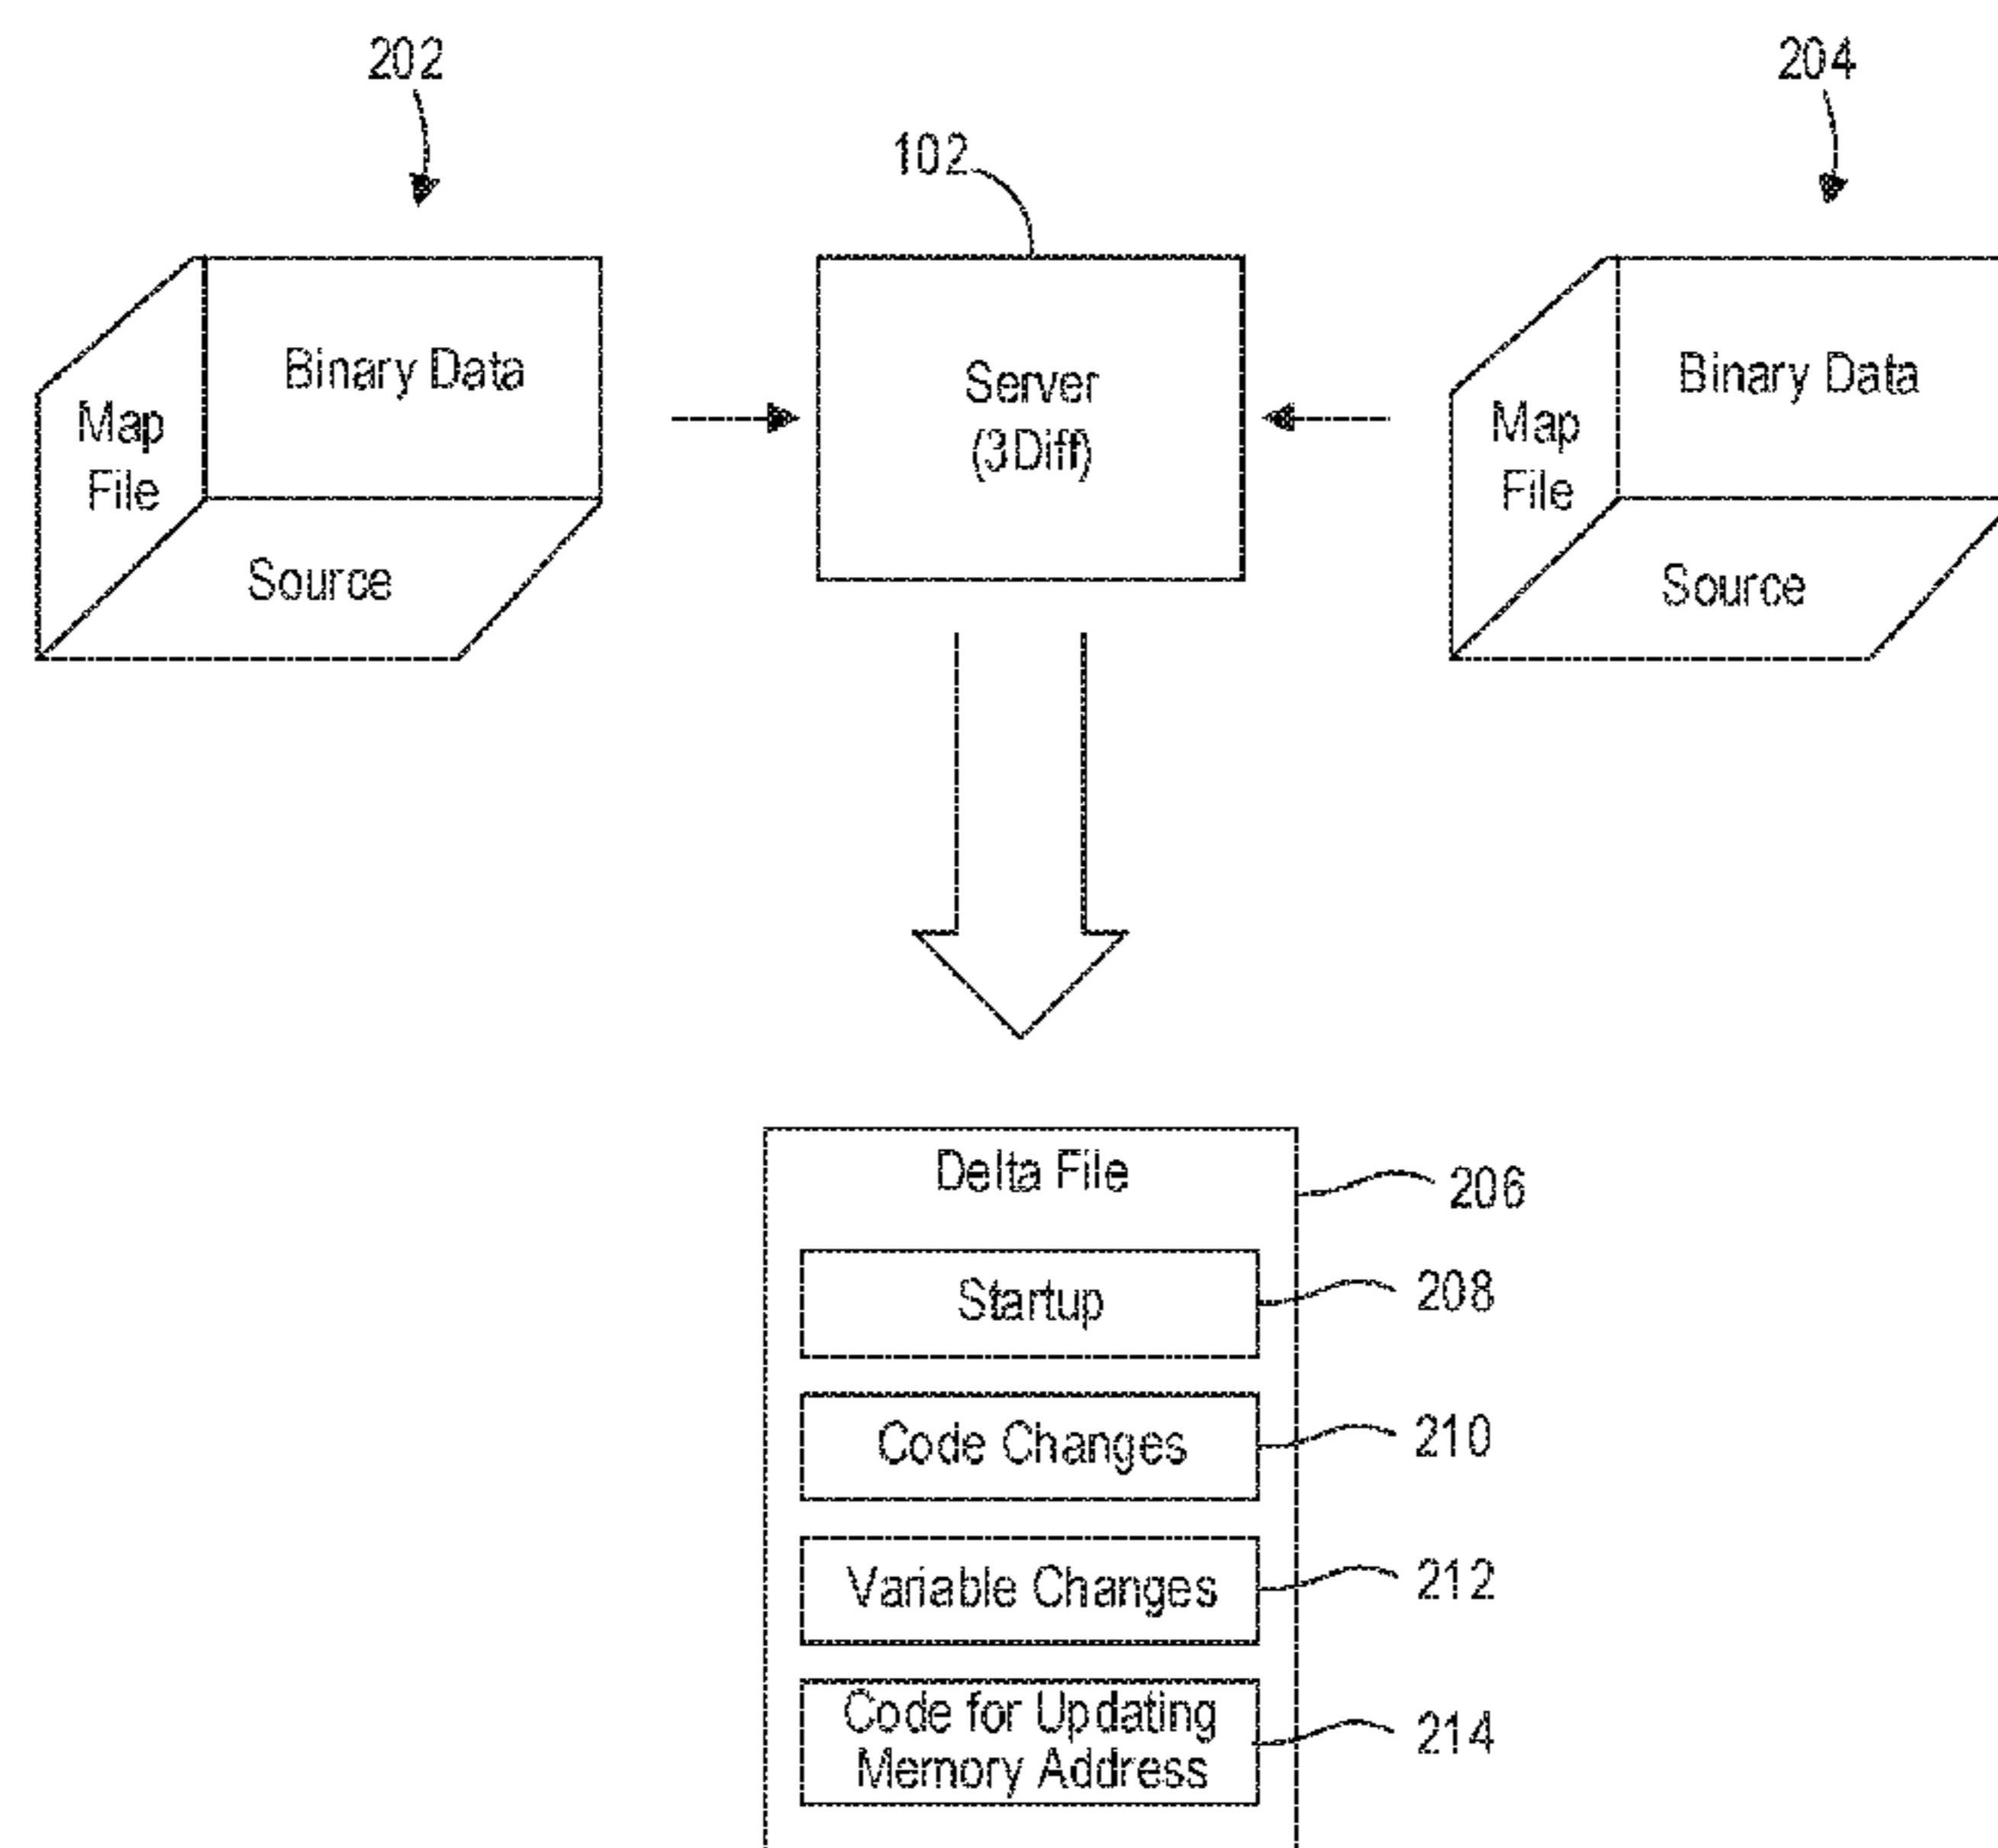 202
204
102
Binary Data
Map
File
Source
Server
(3Diff)
Binary Data
Map
File
Source
Delta File
206
Startup
208
Code Changes
210
Variable Changes
212
Code for Updating
Memory Address
214